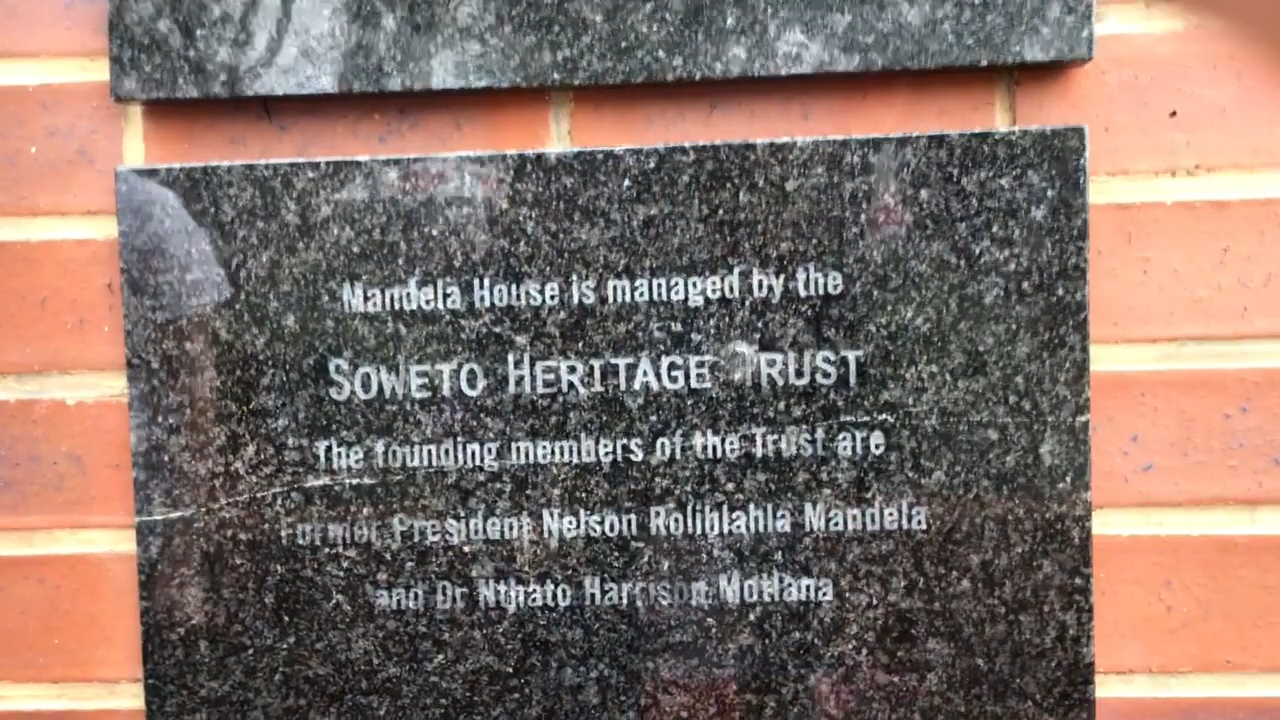 Mandela House is managed by the
SOWETO HERITAGE TRUST
The founding members of the Trust are
Former President Nelson Rolihlahla Mandela
and Dr Nthato Harrison Motlana